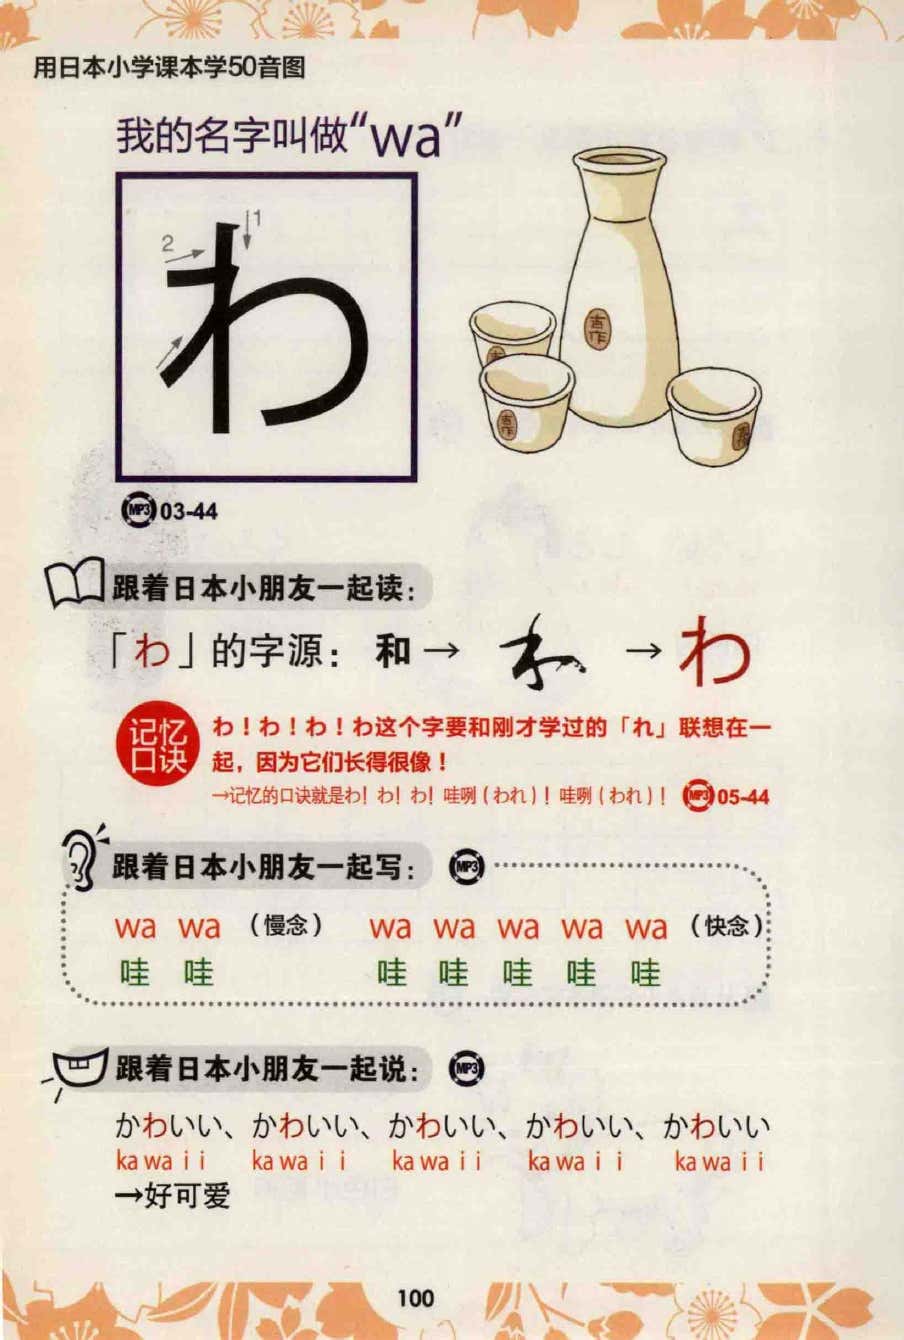 用日本小学课本学50音图
我的名字叫做“wa”
わ
1
2
吉作
吉作
MP3 03-44
跟着日本小朋友一起读：
「わ」的字源：和→ →わ
记忆口诀
わ！わ！わ！わ这个字要和刚才学过的「れ」联想在一
起，因为它们长得很像！
→记忆的口诀就是わ！わ！わ！哇咧（われ）！哇咧（われ）！ MP3 05-44
跟着日本小朋友一起写： MP3
wa wa （慢念） wa wa wa wa wa （快念）
哇 哇 哇 哇 哇 哇 哇
跟着日本小朋友一起说： MP3
かわいい、かわいい、かわいい、かわいい、かわいい
ka wa i i ka wa i i ka wa i i ka wa i i ka wa i i
→好可爱
100